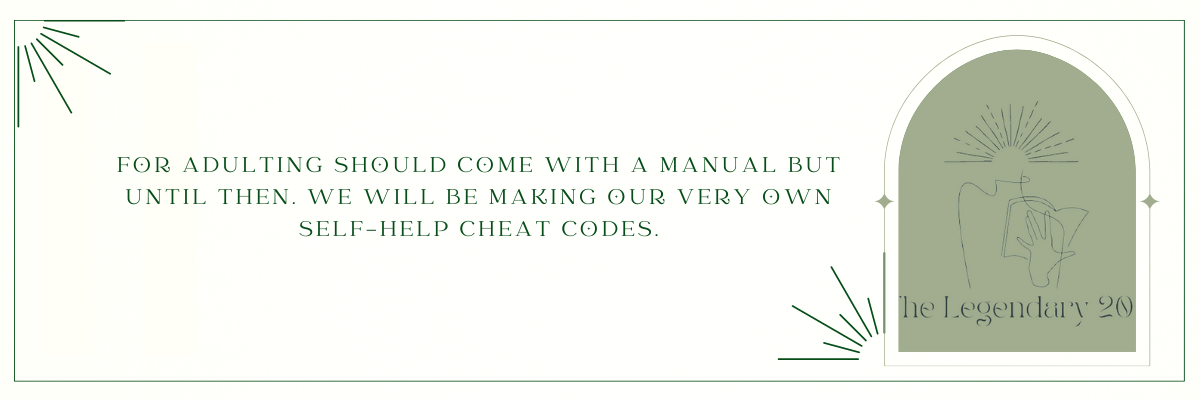 FOR ADULTING SHOULD COME WITH A MANUAL BUT
UNTIL THEN. WE WILL BE MAKING OUR VERY OWN
SELF-HELP CHEAT CODES.
The Legendary 20